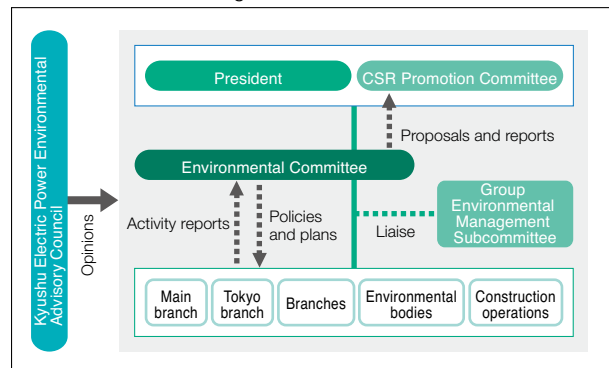 Kyushu Electric Power Environmental
Advisory Council
Opinions
President
CSR Promotion Committee
Proposals and reports
Environmental Committee
Activity reports
Policies
and plans
Liaise
Group
Environmental
Management
Subcommittee
Main
branch
Tokyo
branch
Branches
Environmental
bodies
Construction
operations